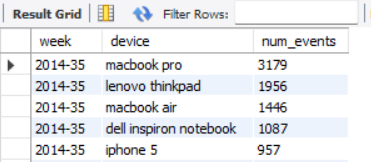 Result Grid Filter Rows:
week device num_events
2014-35 macbook pro 3179
2014-35 lenovo thinkpad 1956
2014-35 macbook air 1446
2014-35 dell inspiron notebook 1087
2014-35 iphone 5 957